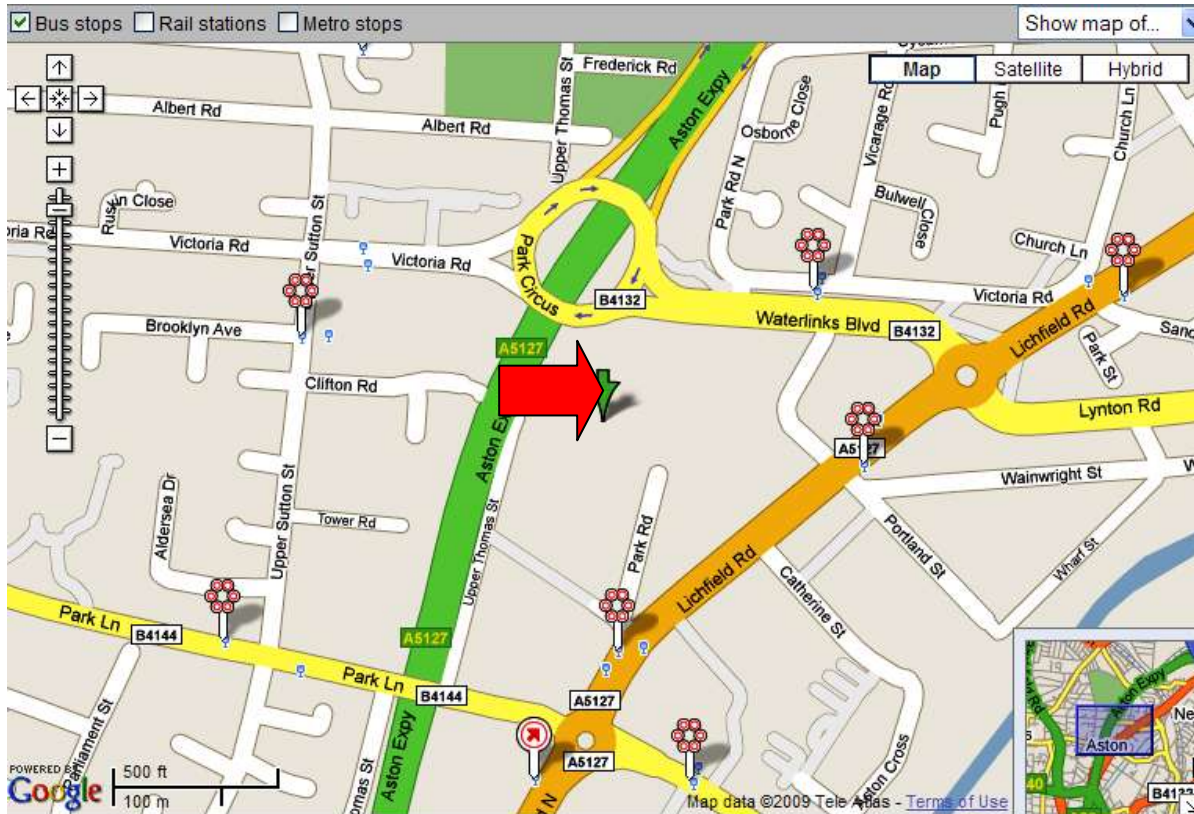 Bus stops Rail stations Metro stops
Show map of...
Map Satellite Hybrid
Frederick Rd
Upper Thomas St
Aston Expy
Albert Rd
Albert Rd
Osborne Close
Vicarage Rd
Pugh
Church Ln
Park Rd N
Bulwell Close
Church Ln
Victoria Rd
Victoria Rd
Park Circus
B4132
Victoria Rd
Lichfield Rd
Waterlinks Blvd
B4132
Brooklyn Ave
A5127
Park St
Clifton Rd
Lynton Rd
A5127
Wainwright St
Aston
Upper Sutton St
Aldersea Dr
Tower Rd
Upper Thomas St
Park Rd
Lichfield Rd
Portland St
Wharf St
Catherine St
Park Ln
B4144
A5127
Park Ln
B4144
A5127
A5127
Parliament St
Aston Expy
Aston Cross
Aston Expy
Aston
40
POWERED BY
Google
500 ft
100 m
Map data ©2009 Tele Atlas - Terms of Use